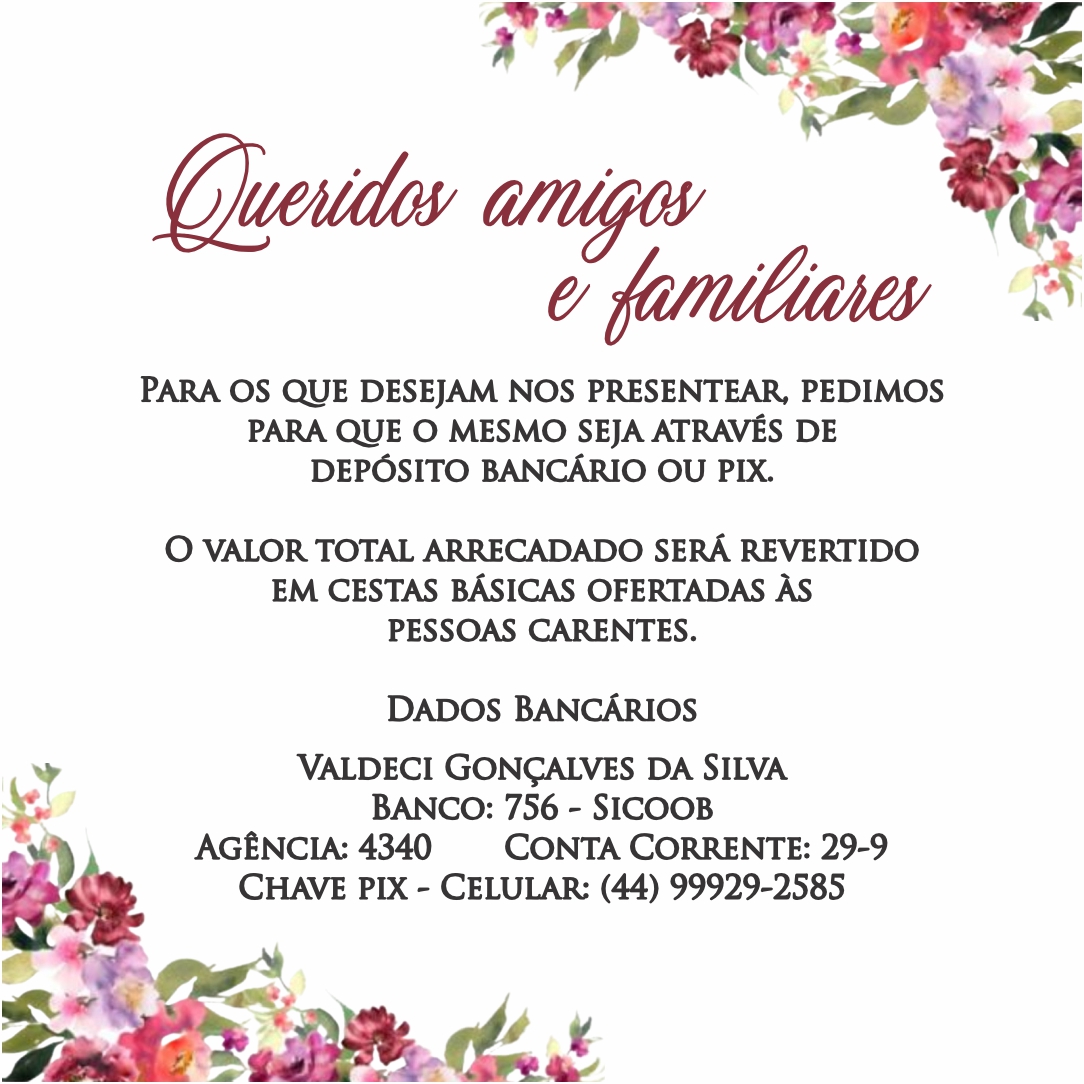 Queridos amigos
e familiares
Para os que desejam nos presentear, pedimos
para que o mesmo seja através de
depósito bancário ou pix.
O valor total arrecadado será revertido
em cestas básicas ofertadas às
pessoas carentes.
Dados Bancários
Valdeci Gonçalves da Silva
Banco: 756 - Sicoob
Agência: 4340 Conta Corrente: 29-9
Chave pix - Celular: (44) 99929-2585